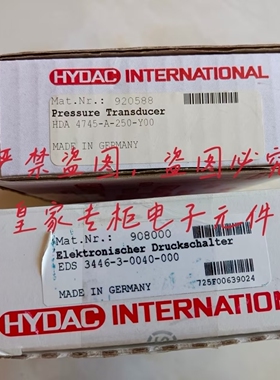 HYDAC INTERNATIONAL
Mat.Nr.: 920588
Pressure Transducer
HDA 4745-A-250-Y00
MADE IN GERMANY
严禁盗图，盗图必究
皇家专柜电子元件
Mat.Nr.: 908000
Elektronischer Druckschalter
EDS 3446-3-0040-000
MADE IN GERMANY
725F00639024
HYDAC INTERNATIONAL